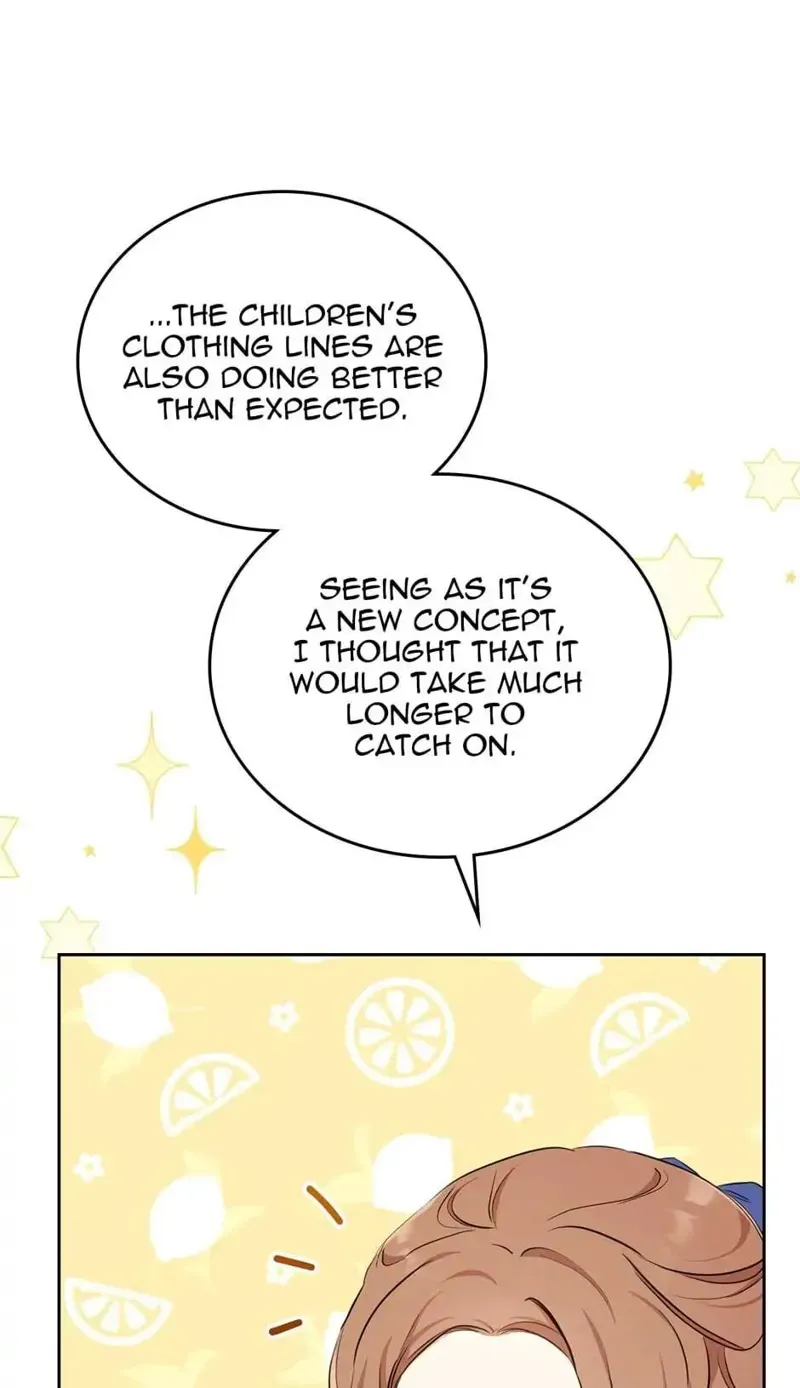 ...THE CHILDREN'S
CLOTHING LINES ARE
ALSO DOING BETTER
THAN EXPECTED.
SEEING AS IT'S
A NEW CONCEPT,
I THOUGHT THAT IT
WOULD TAKE MUCH
LONGER TO
CATCH ON.